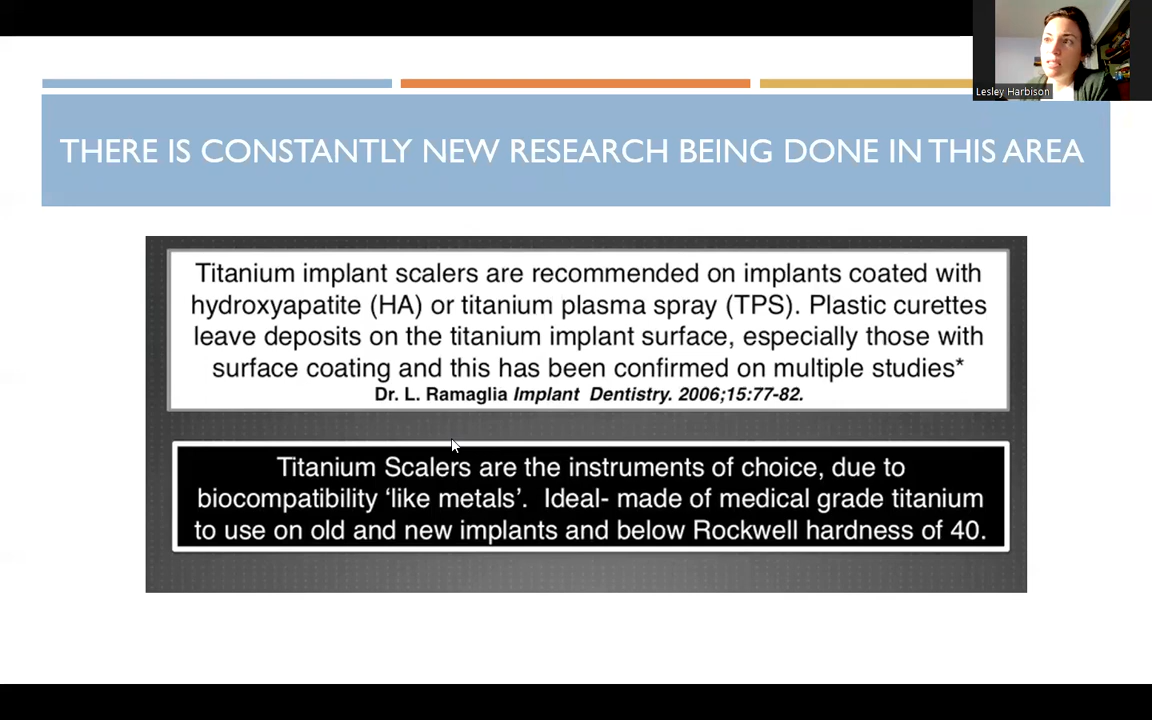 Lesley Harbison
THERE IS CONSTANTLY NEW RESEARCH BEING DONE IN THIS AREA
Titanium implant scalers are recommended on implants coated with
hydroxyapatite (HA) or titanium plasma spray (TPS). Plastic curettes
leave deposits on the titanium implant surface, especially those with
surface coating and this has been confirmed on multiple studies*
Dr. L. Ramaglia Implant Dentistry. 2006;15:77-82.
Titanium Scalers are the instruments of choice, due to
biocompatibility ‘like metals’. Ideal- made of medical grade titanium
to use on old and new implants and below Rockwell hardness of 40.